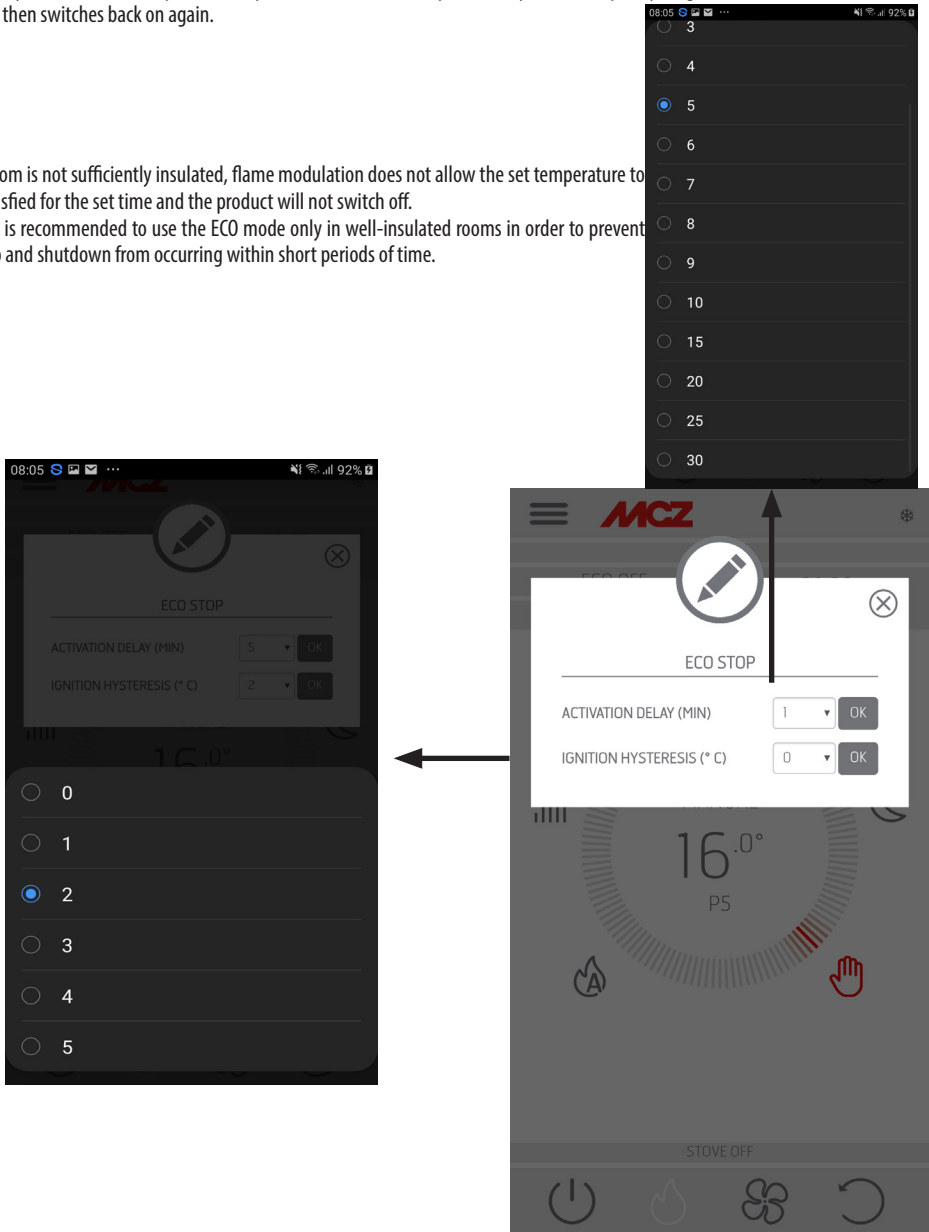 then switches back on again.
om is not sufficiently insulated, flame modulation does not allow the set temperature to
sfied for the set time and the product will not switch off.
is recommended to use the ECO mode only in well-insulated rooms in order to prevent
and shutdown from occurring within short periods of time.
08:05 92%
3
4
5
6
7
8
9
10
15
20
25
30
08:05 92%
MCZ
ECO STOP
ACTIVATION DELAY (MIN) 5 OK
IGNITION HYSTERESIS (° C) 2 OK
16.0°
0
1
2
3
4
5
MCZ
ECO OFF
ECO STOP
ACTIVATION DELAY (MIN) 1 OK
IGNITION HYSTERESIS (° C) 0 OK
MANUAL
16.0°
P5
A
STOVE OFF